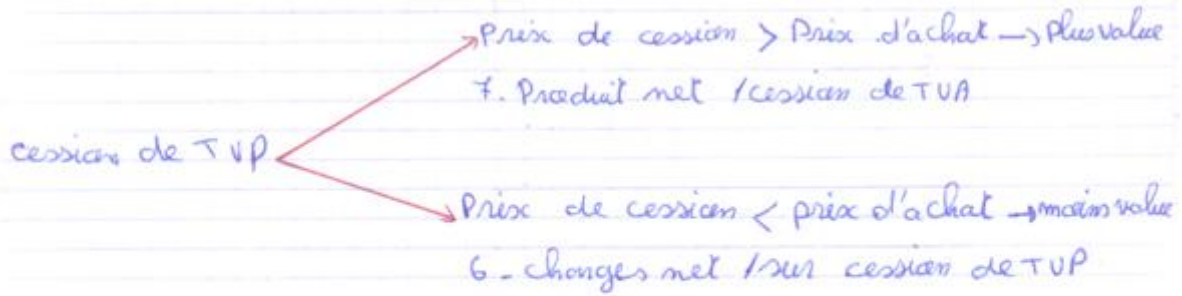 Prix de cession > Prix d'achat → Plus value
7. Produit net / cession de TVA
cession de TVP
Prix de cession < prix d'achat → moins value
6 - charges net / sur cession de TVP